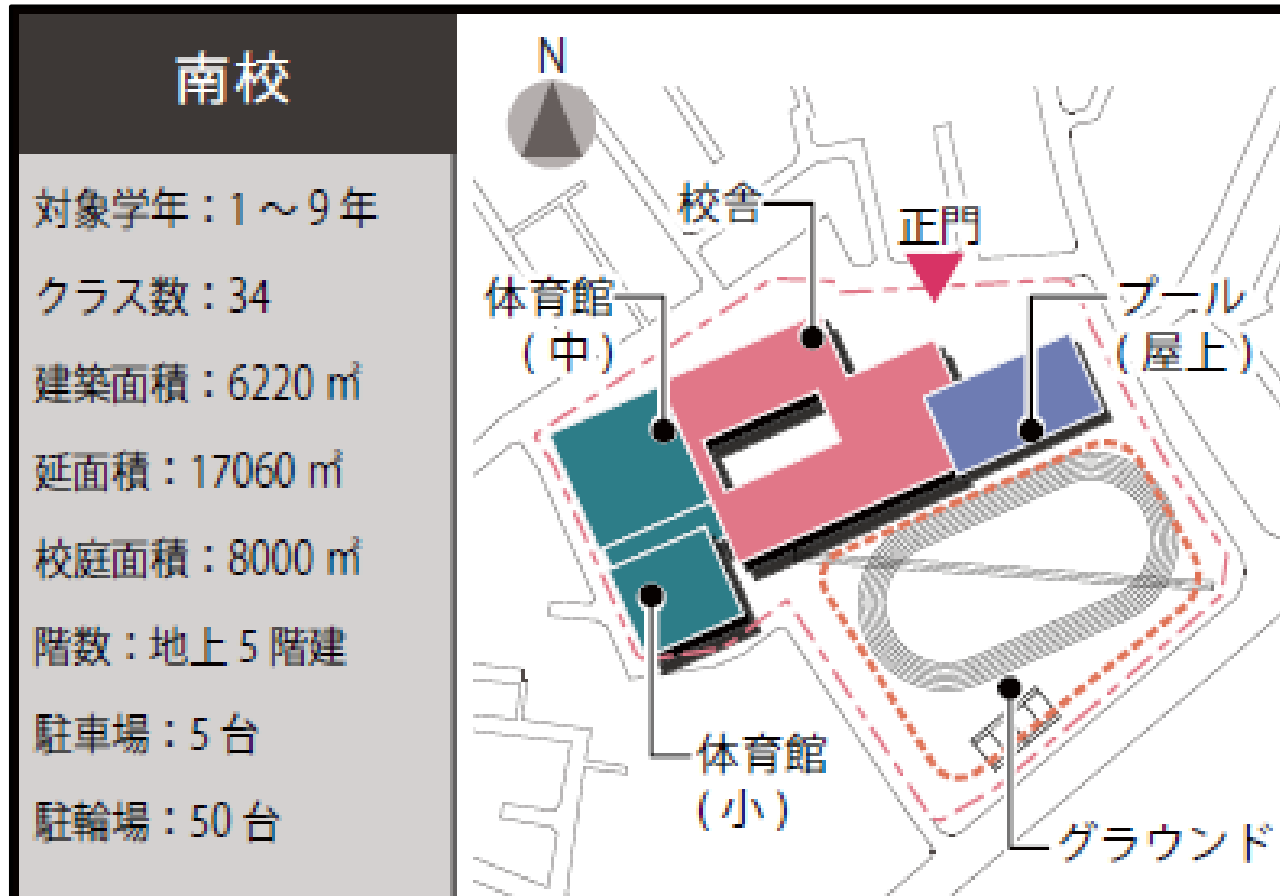 南校
対象学年：1～9年
クラス数：34
建築面積：6220㎡
延面積：17060㎡
校庭面積：8000㎡
階数：地上5階建
駐車場：5台
駐輪場：50台
N
校舎
正門
体育館
(中)
プール
(屋上)
体育館
(小)
グラウンド